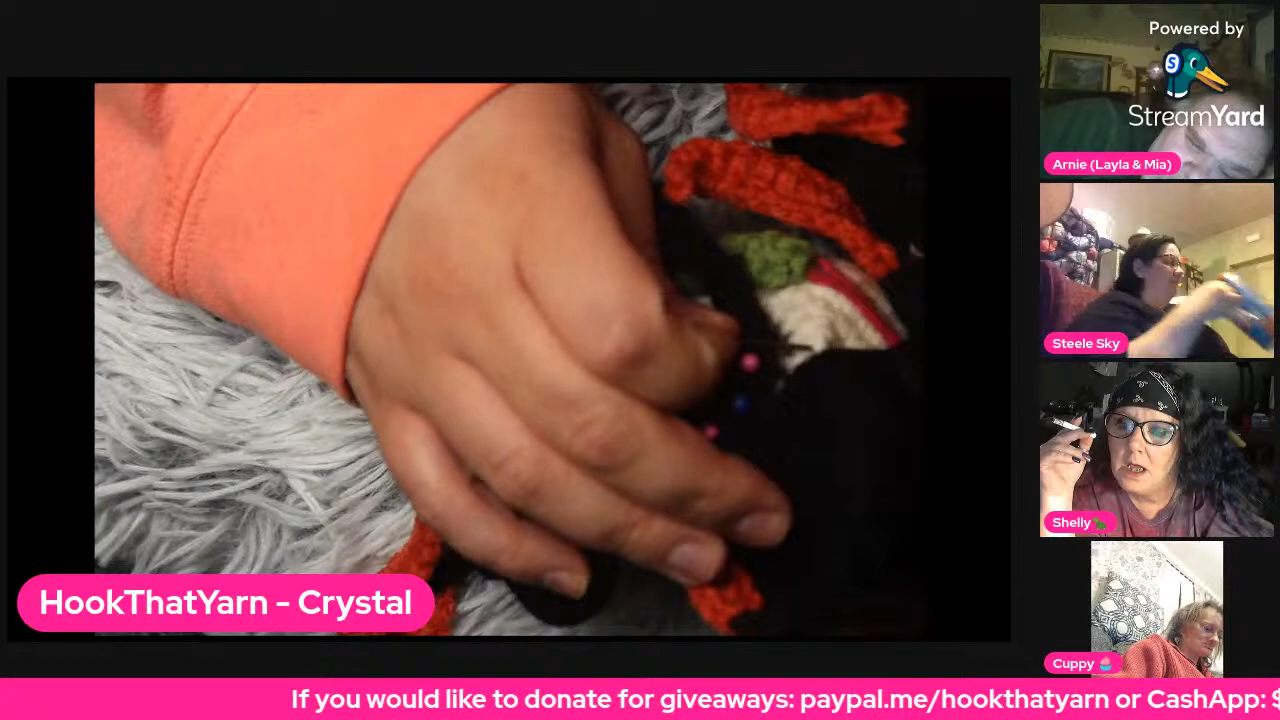 Powered by
StreamYard
Arnie (Layla & Mia)
Steele Sky
Shelly🦖
HookThatYarn - Crystal
Cuppy 🧁
If you would like to donate for giveaways: paypal.me/hookthatyarn or CashApp: $